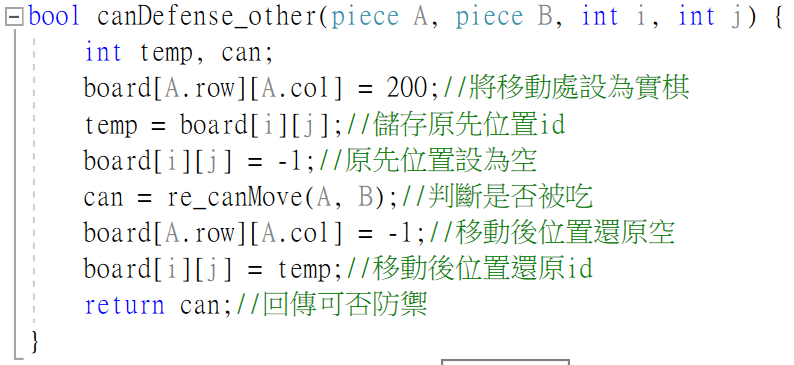 bool canDefense_other(piece A, piece B, int i, int j) {
int temp, can;
board[A.row][A.col] = 200;//將移動處設為實棋
temp = board[i][j];//儲存原先位置id
board[i][j] = -1;//原先位置設為空
can = re_canMove(A, B);//判斷是否被吃
board[A.row][A.col] = -1;//移動後位置還原空
board[i][j] = temp;//移動後位置還原id
return can;//回傳可否防禦
}